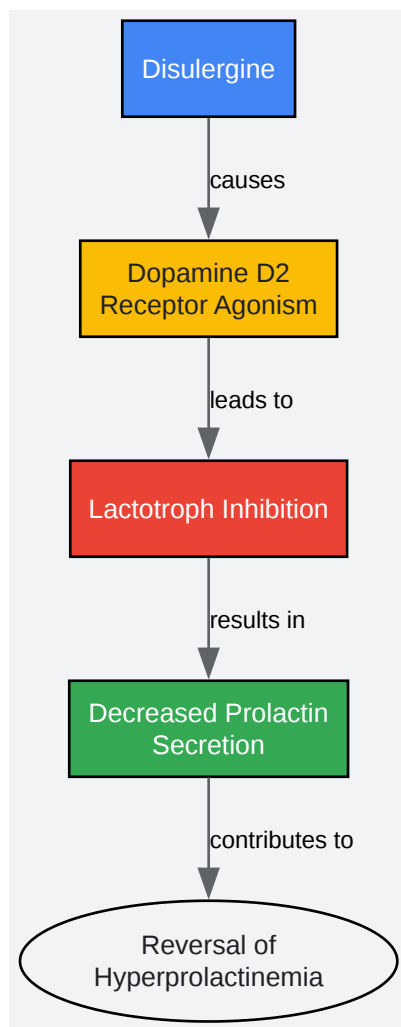 Disulergine
causes
Dopamine D2
Receptor Agonism
leads to
Lactotroph Inhibition
results in
Decreased Prolactin
Secretion
contributes to
Reversal of
Hyperprolactinemia